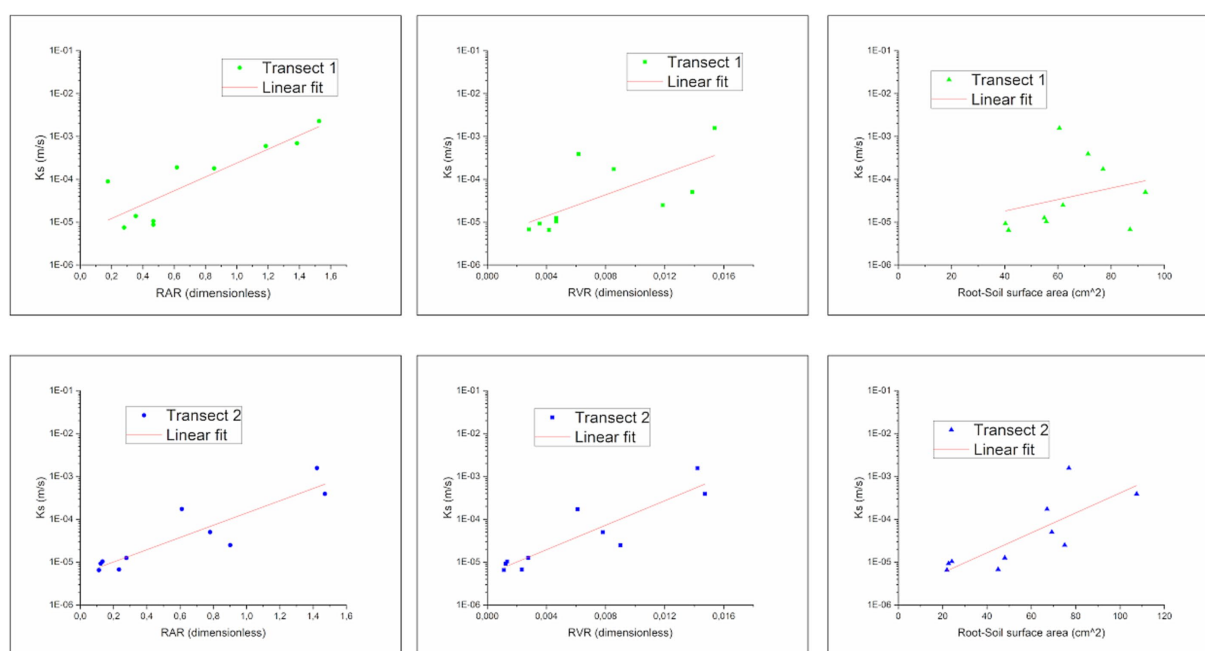 1E-01
1E-02
1E-03
1E-04
1E-05
1E-06
Ks (m/s)
Transect 1
Linear fit
0,0 0,2 0,4 0,6 0,8 1,0 1,2 1,4 1,6
RAR (dimensionless)
1E-01
1E-02
1E-03
1E-04
1E-05
1E-06
Ks (m/s)
Transect 1
Linear fit
0,000 0,004 0,008 0,012 0,016
RVR (dimensionless)
1E-01
1E-02
1E-03
1E-04
1E-05
1E-06
Ks (m/s)
Transect 1
Linear fit
0 20 40 60 80 100
Root-Soil surface area (cm^2)
1E-01
1E-02
1E-03
1E-04
1E-05
1E-06
Ks (m/s)
Transect 2
Linear fit
0,0 0,2 0,4 0,6 0,8 1,0 1,2 1,4 1,6
RAR (dimensionless)
1E-01
1E-02
1E-03
1E-04
1E-05
1E-06
Ks (m/s)
Transect 2
Linear fit
0,000 0,004 0,008 0,012 0,016
RVR (dimensionless)
1E-01
1E-02
1E-03
1E-04
1E-05
1E-06
Ks (m/s)
Transect 2
Linear fit
0 20 40 60 80 100 120
Root-Soil surface area (cm^2)